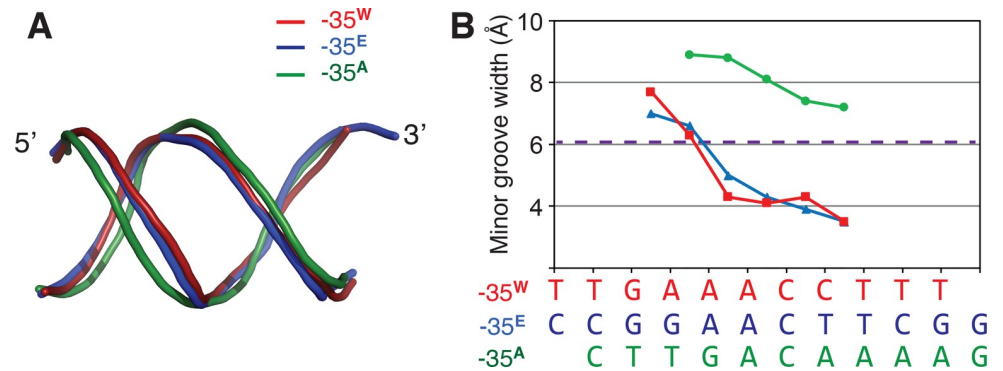 A
-35W
-35E
-35A
5’
3’
B
Minor groove width (Å)
10
8
6
4
-35W T T G A A A C C T T T
-35E C C G G A A C T T C G G
-35A C T T G A C A A A A G